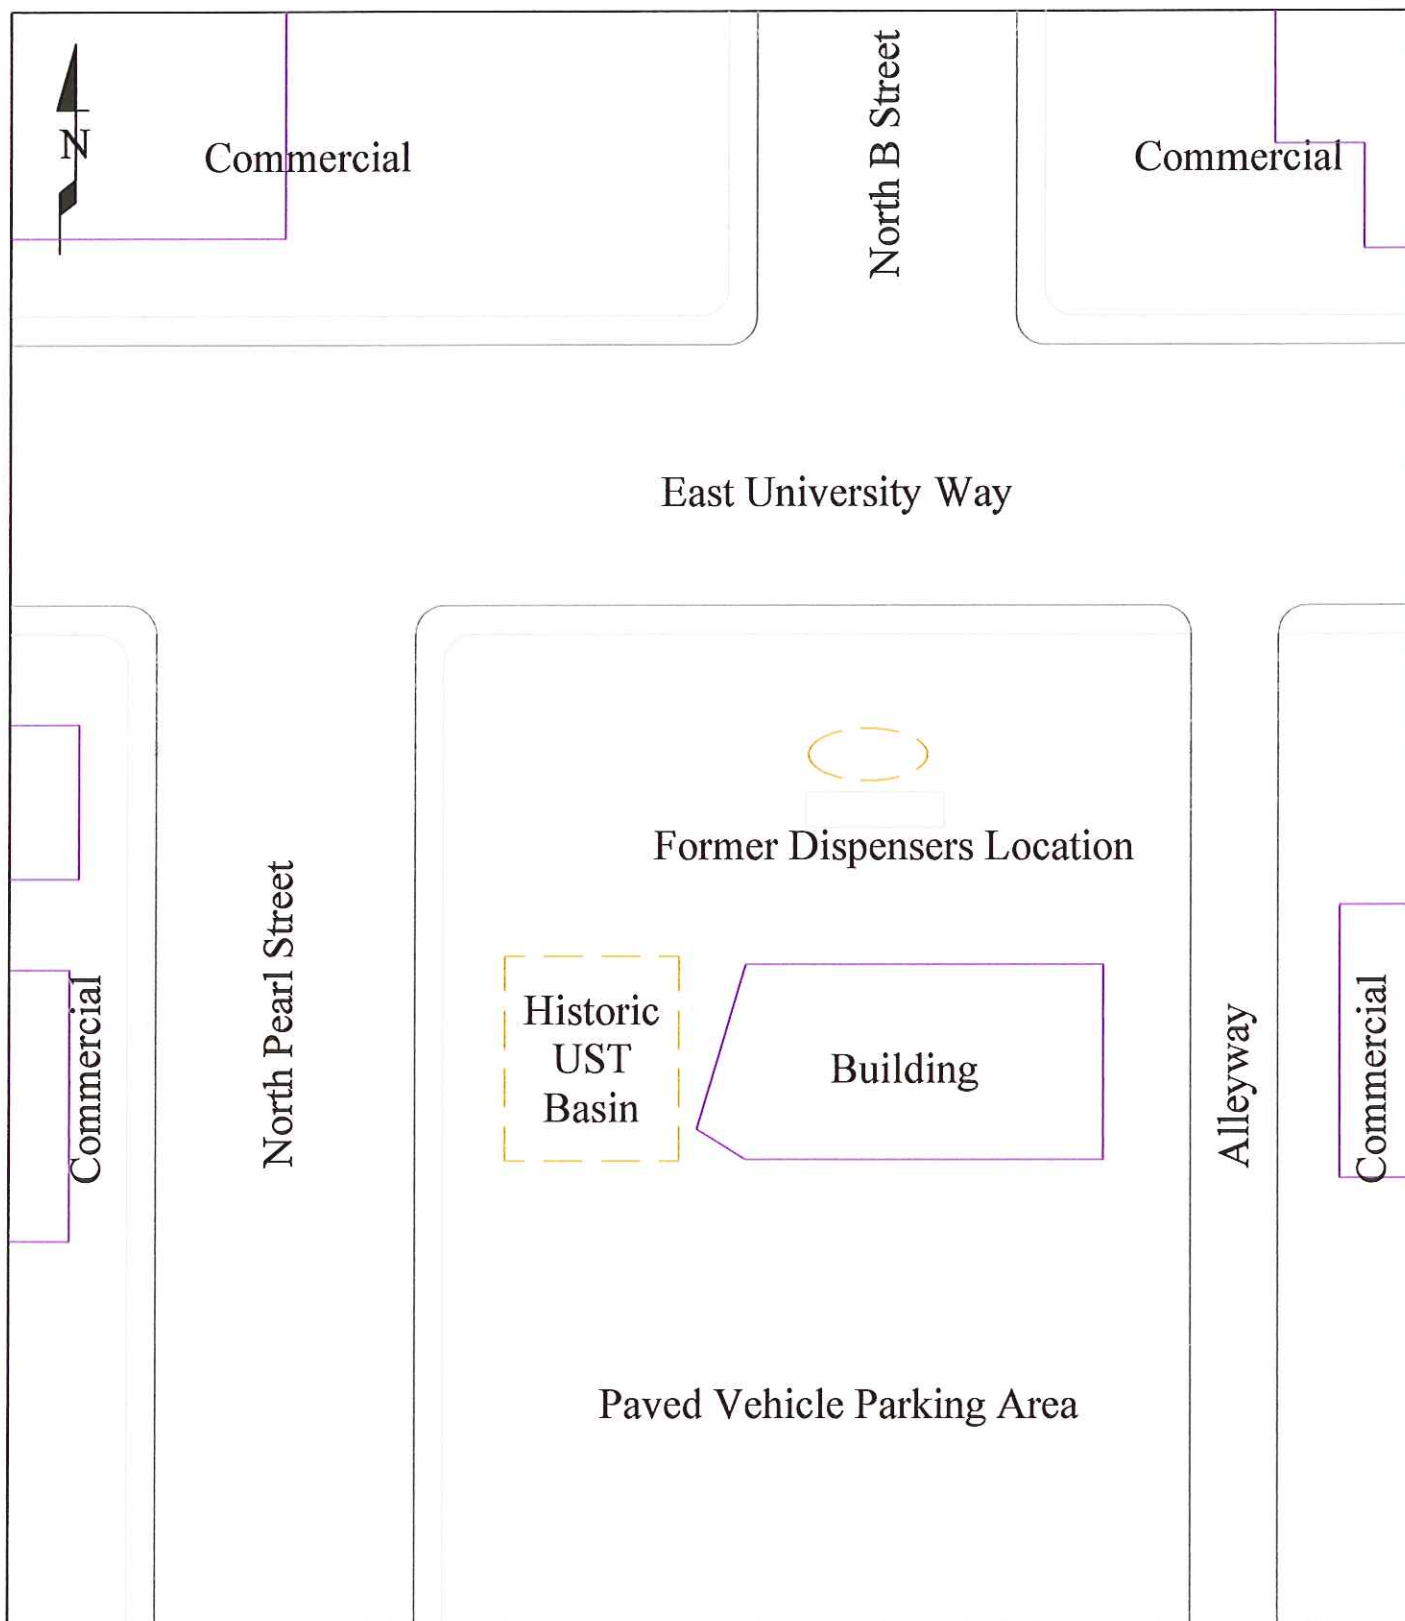 N
Commercial
North B Street
Commercial
East University Way
Former Dispensers Location
North Pearl Street
Commercial
Historic
UST
Basin
Building
Alleyway
Commercial
Paved Vehicle Parking Area